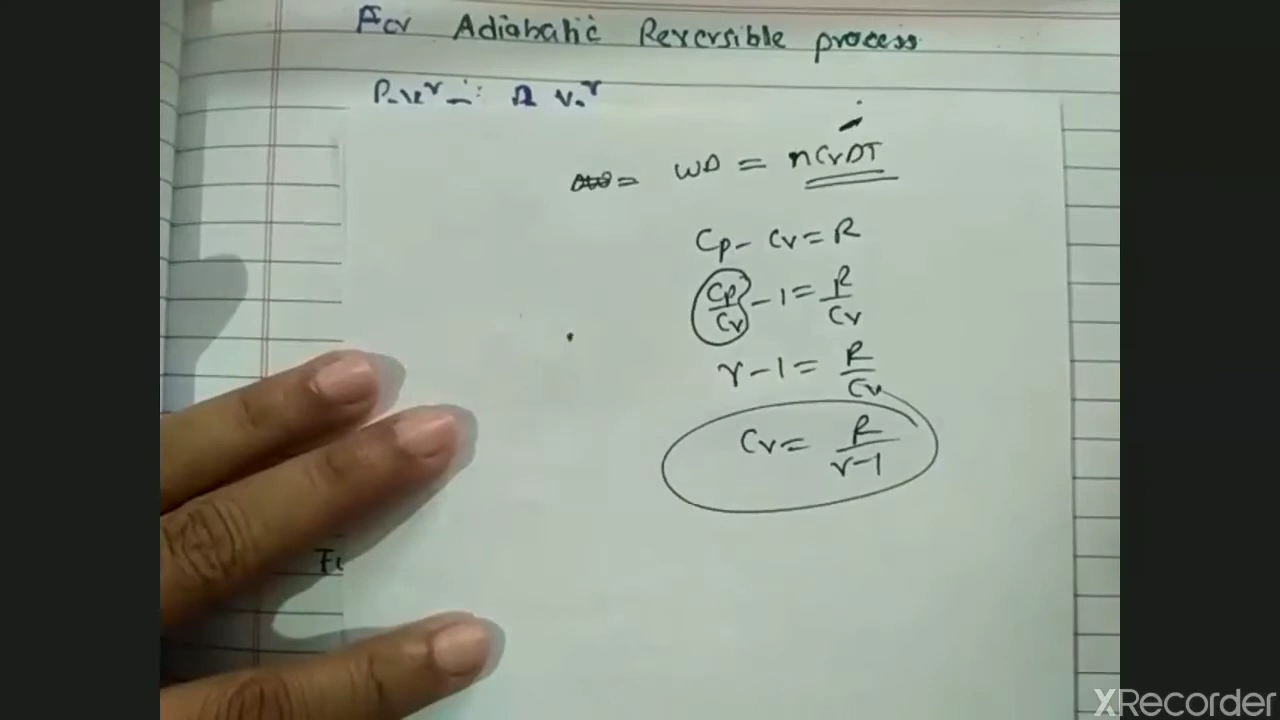 For Adiabatic Reversible process
WD = nCvDT
Cp - Cv = R
Cp/Cv - 1 = R/Cv
γ - 1 = R/Cv
Cv = R/γ-1
XRecorder